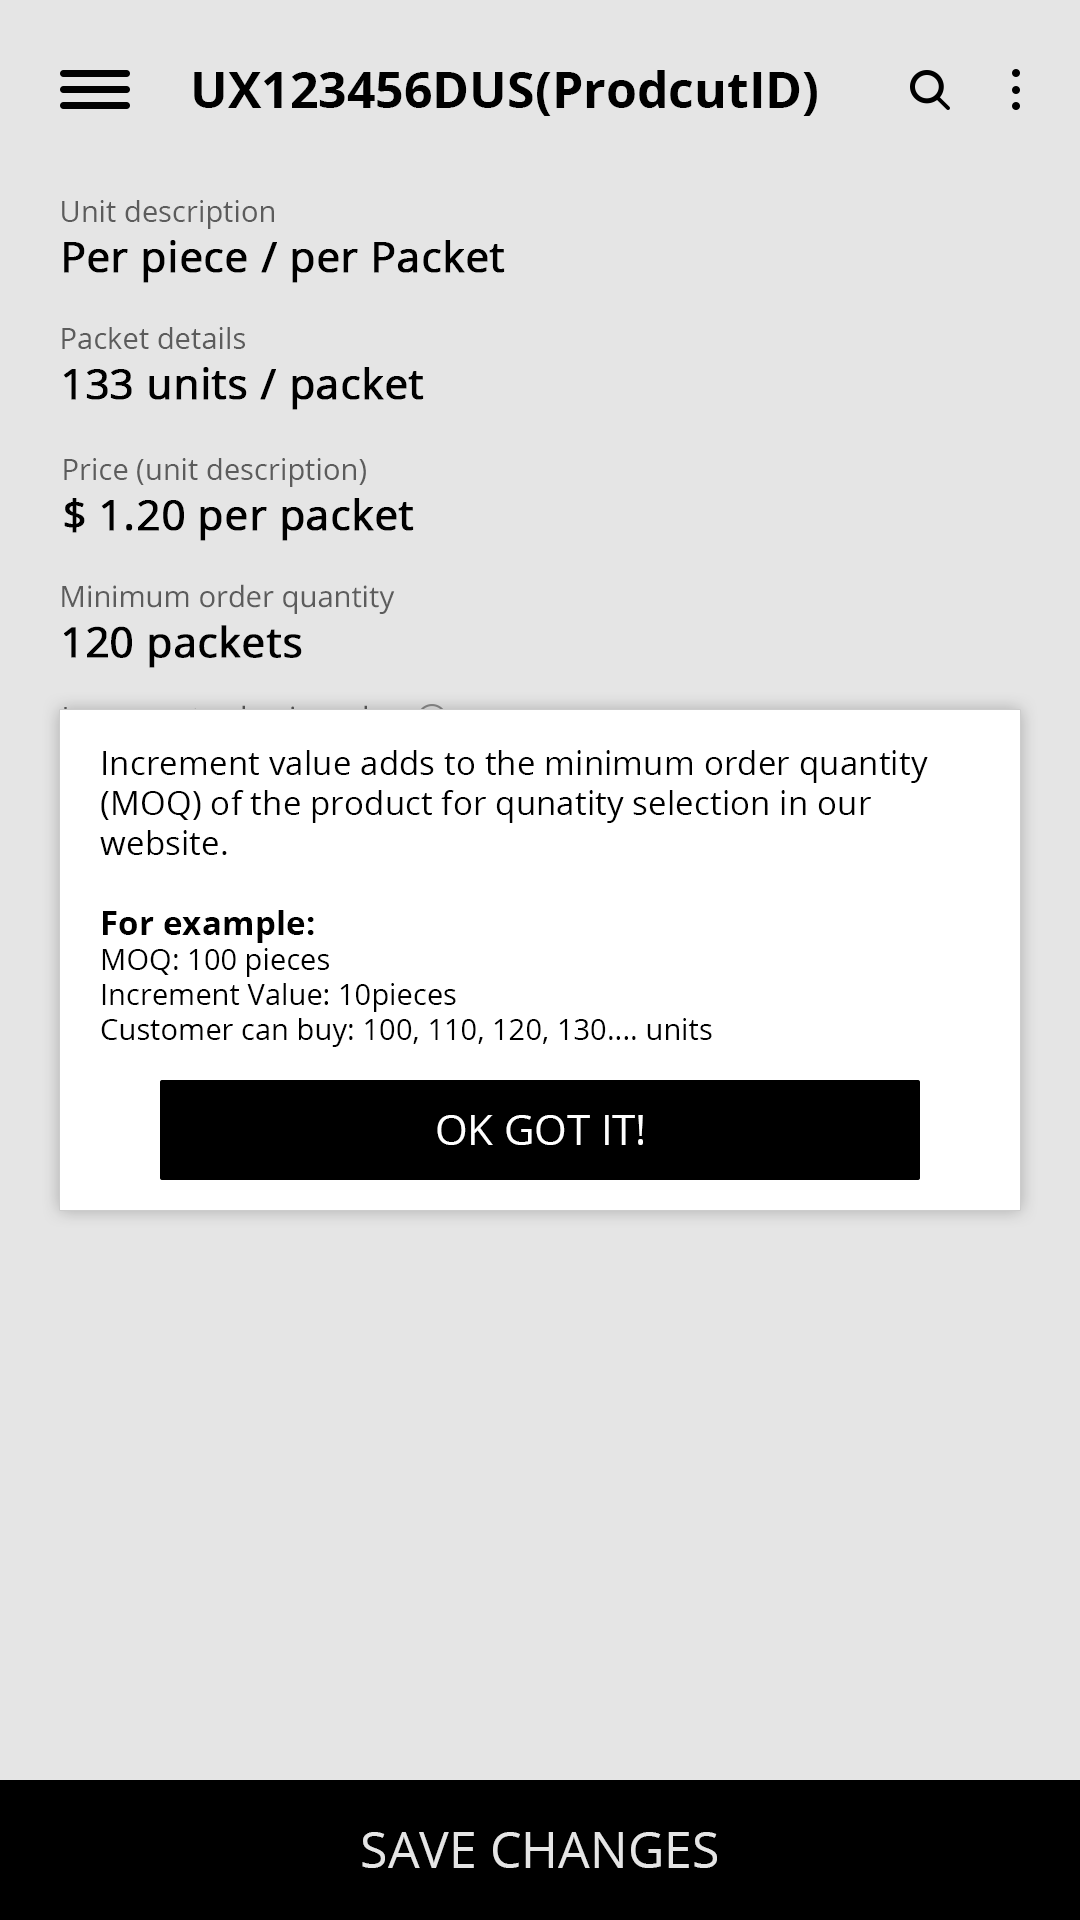 UX123456DUS(ProdcutID)
Unit description
Per piece / per Packet
Packet details
133 units / packet
Price (unit description)
$ 1.20 per packet
Minimum order quantity
120 packets
Increment value adds to the minimum order quantity
(MOQ) of the product for qunatity selection in our
website.
For example:
MOQ: 100 pieces
Increment Value: 10pieces
Customer can buy: 100, 110, 120, 130.... units
OK GOT IT!
SAVE CHANGES